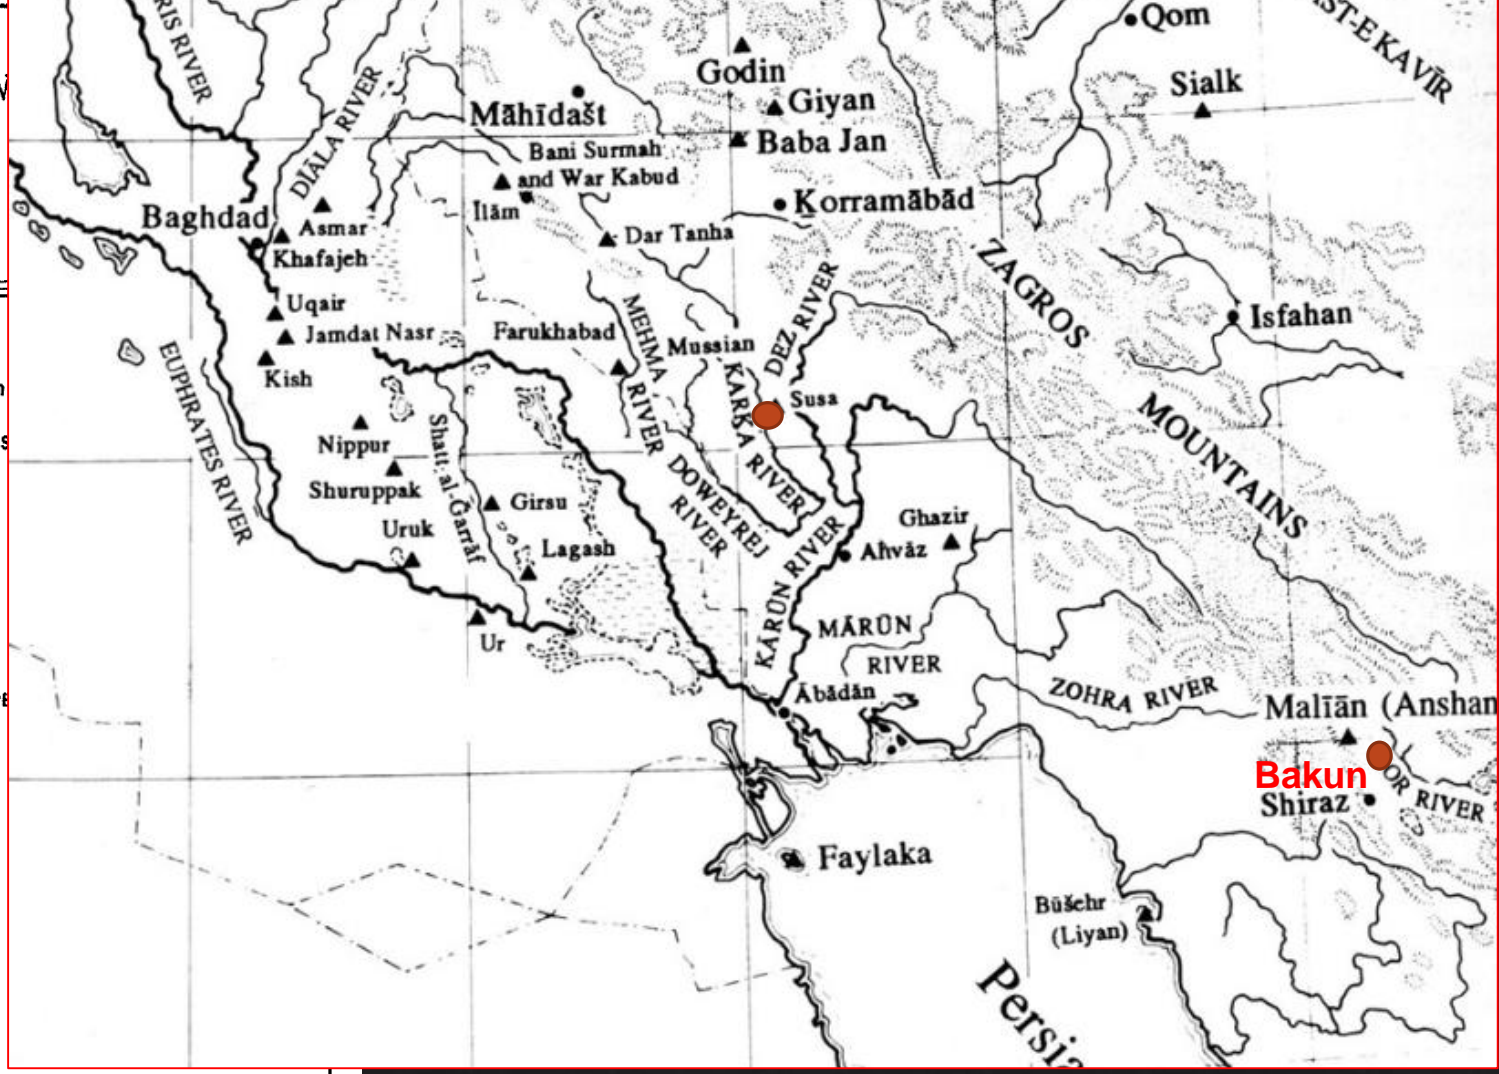 RIS RIVER
Qom
ST-E KAVĪR
Godin
Sialk
DIĀLA RIVER
Giyan
Māhīdašt
Baba Jan
Bani Surmah
and War Kabud
Īlām
Korramābād
Baghdad
Asmar
Dar Tanha
Khafajeh
ZAGROS
MOUNTAINS
Uqair
MEHMA
RIVER
DEZ RIVER
Isfahan
Jamdat Nasr
Farukhabad
Mussian
EUPHRATES RIVER
Kish
KARKA RIVER
Susa
Nippur
Shatt al-Garrāf
Shuruppak
DOWEYREJ
RIVER
Girsu
Ghazir
Uruk
Lagash
Ahvāz
KĀRŪN RIVER
Ur
MĀRŪN
RIVER
Ābādān
ZOHRA RIVER
Malīān (Anshan
Bakun
OR RIVER
Shiraz
Faylaka
Būšehr
(Liyan)
Persia